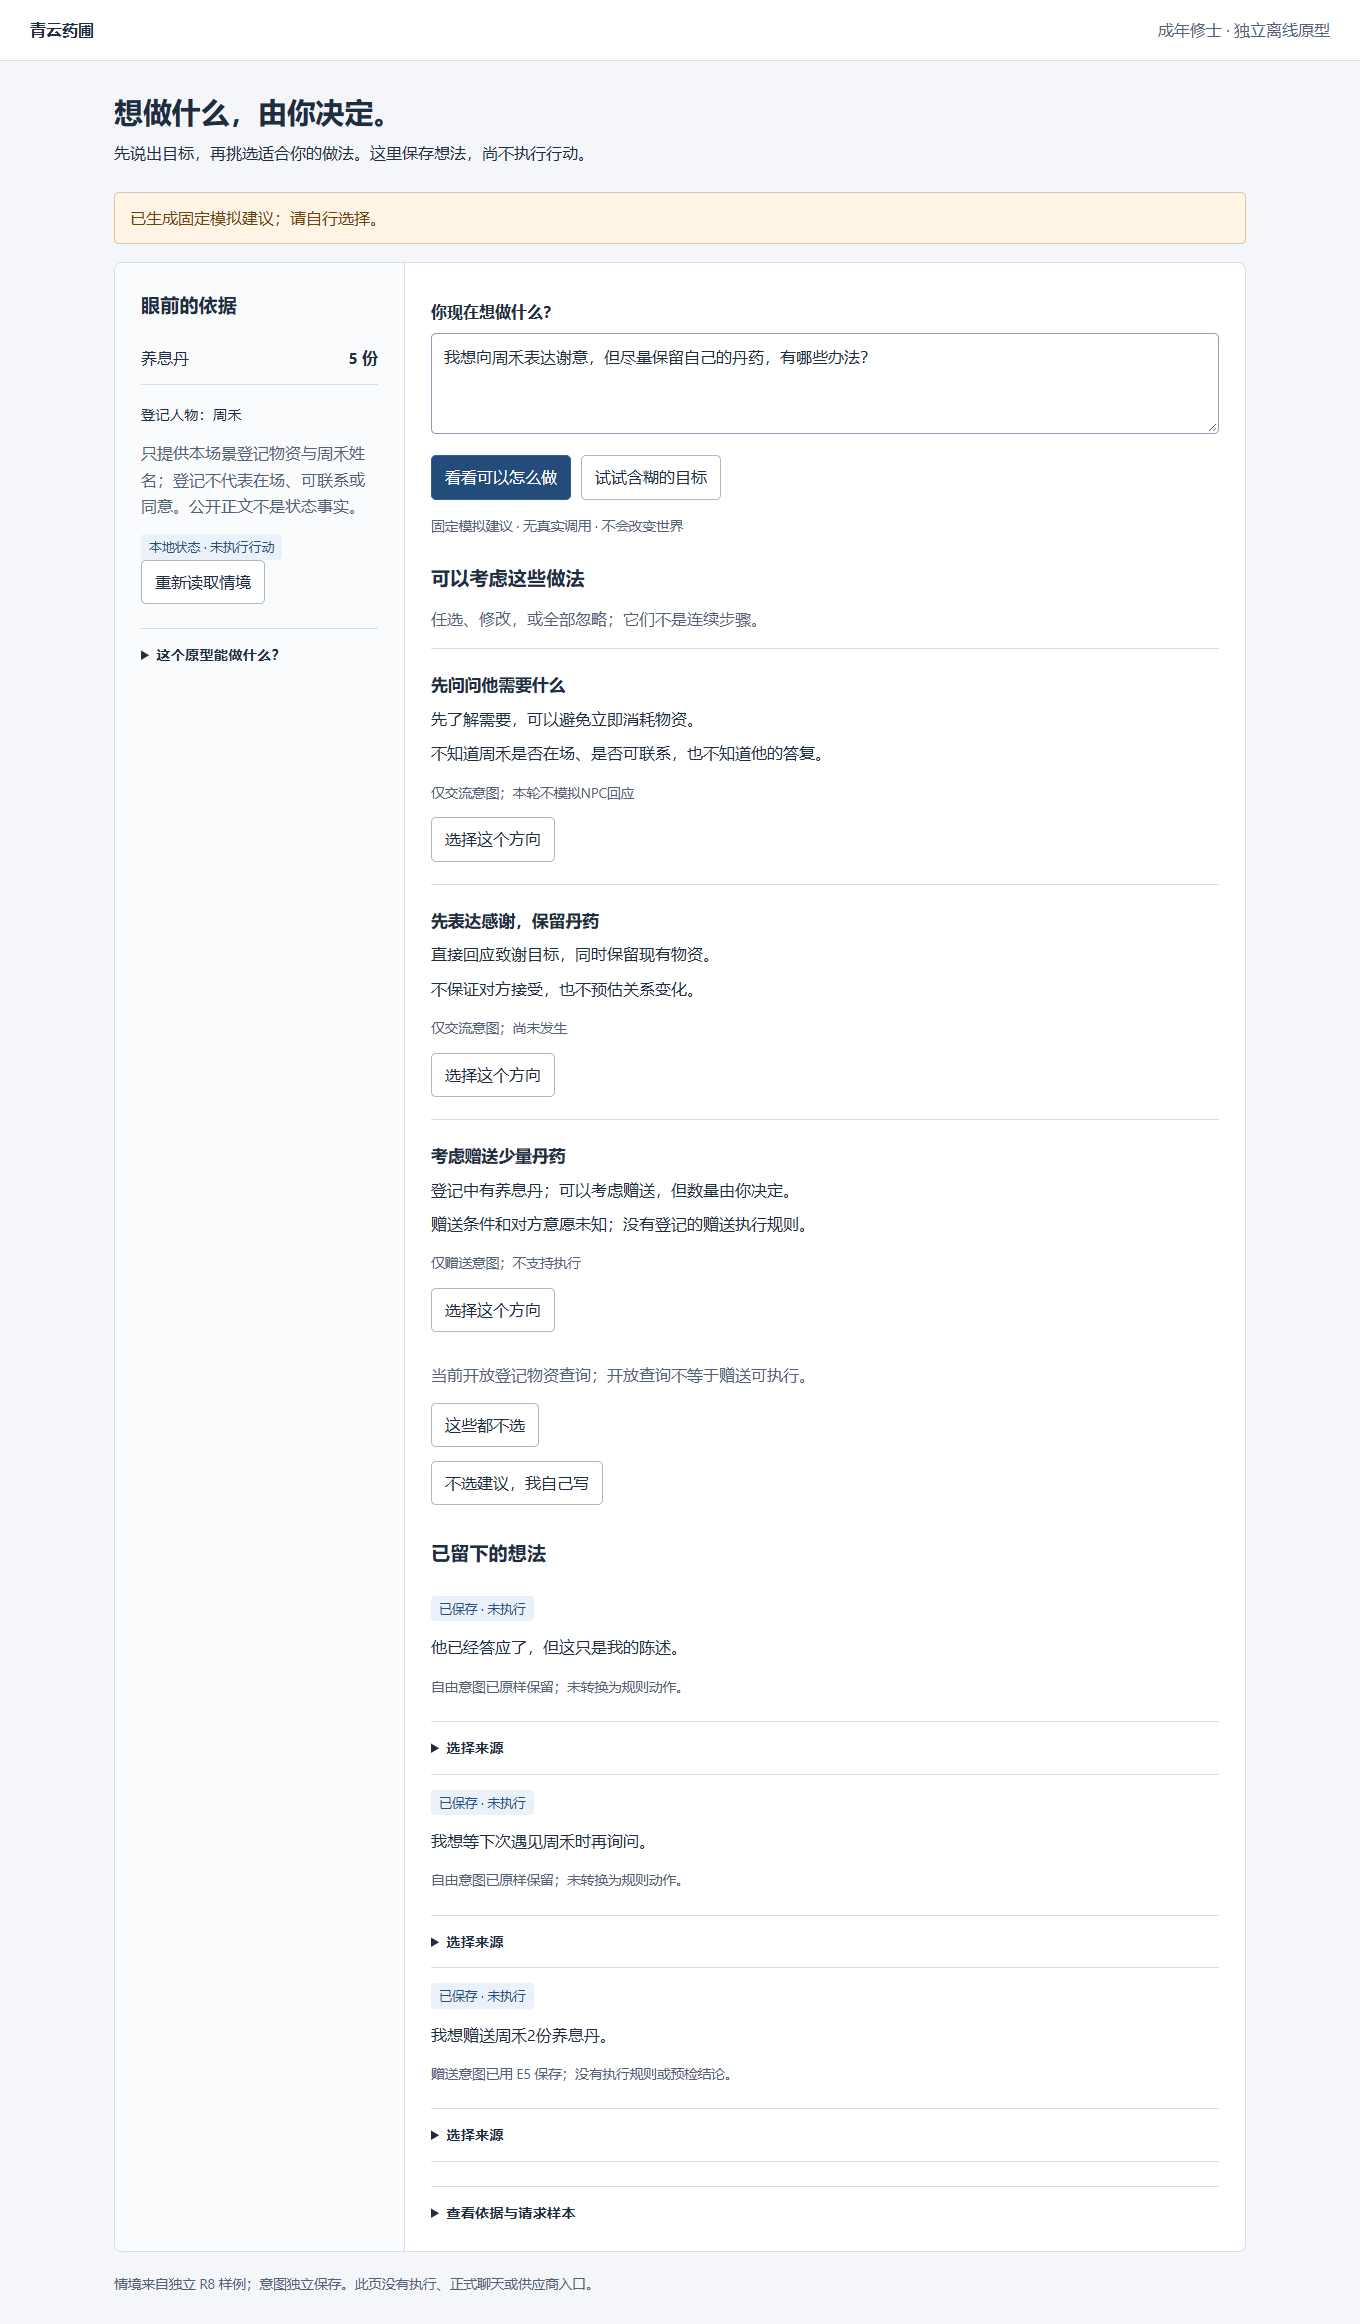 青云药圃
成年修士 · 独立离线原型
想做什么，由你决定。
先说出目标，再挑选适合你的做法。这里保存想法，尚不执行行动。
已生成固定模拟建议；请自行选择。
眼前的依据
养息丹
5 份
登记人物：周禾
只提供本场景登记物资与周禾姓
名；登记不代表在场、可联系或
同意。公开正文不是状态事实。
本地状态 · 未执行行动
重新读取情境
这个原型能做什么？
你现在想做什么？
我想向周禾表达谢意，但尽量保留自己的丹药，有哪些办法？
看看可以怎么做
试试含糊的目标
固定模拟建议 · 无真实调用 · 不会改变世界
可以考虑这些做法
任选、修改，或全部忽略；它们不是连续步骤。
先问问他需要什么
先了解需要，可以避免立即消耗物资。
不知道周禾是否在场、是否可联系，也不知道他的答复。
仅交流意图；本轮不模拟NPC回应
选择这个方向
先表达感谢，保留丹药
直接回应致谢目标，同时保留现有物资。
不保证对方接受，也不预估关系变化。
仅交流意图；尚未发生
选择这个方向
考虑赠送少量丹药
登记中有养息丹；可以考虑赠送，但数量由你决定。
赠送条件和对方意愿未知；没有登记的赠送执行规则。
仅赠送意图；不支持执行
选择这个方向
当前开放登记物资查询；开放查询不等于赠送可执行。
这些都不选
不选建议，我自己写
已留下的想法
已保存 · 未执行
他已经答应了，但这只是我的陈述。
自由意图已原样保留；未转换为规则动作。
选择来源
已保存 · 未执行
我想等下次遇见周禾时再询问。
自由意图已原样保留；未转换为规则动作。
选择来源
已保存 · 未执行
我想赠送周禾2份养息丹。
赠送意图已用 E5 保存；没有执行规则或预检结论。
选择来源
查看依据与请求样本
情境来自独立 R8 样例；意图独立保存。此页没有执行、正式聊天或供应商入口。